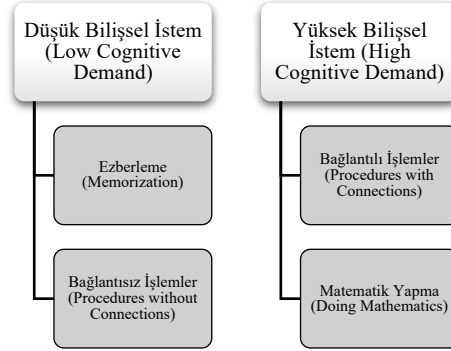 Düşük Bilişsel İstem
(Low Cognitive
Demand)
Ezberleme
(Memorization)
Bağlantısız İşlemler
(Procedures without
Connections)
Yüksek Bilişsel
İstem (High
Cognitive Demand)
Bağlantılı İşlemler
(Procedures with
Connections)
Matematik Yapma
(Doing Mathematics)